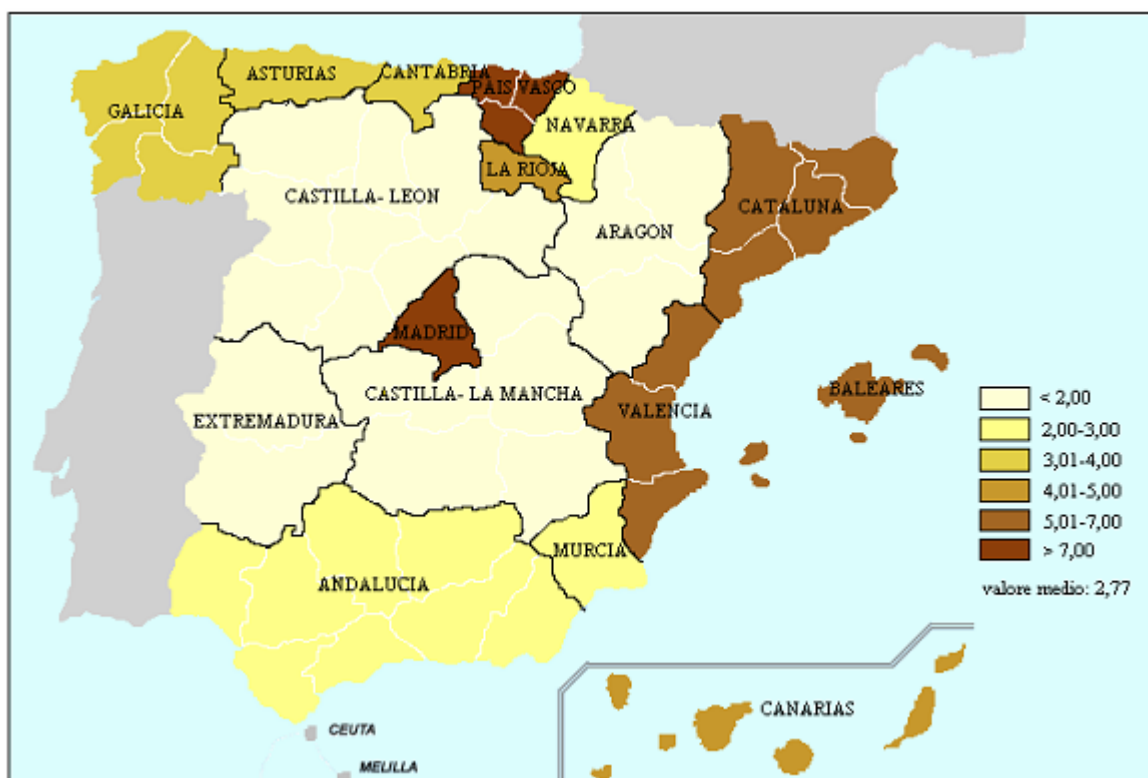 ASTURIAS
CANTABRIA
PAIS VASCO
GALICIA
NAVARRA
LA RIOJA
CASTILLA- LEON
CATALUNA
ARAGON
MADRID
CASTILLA- LA MANCHA
BALEARES
EXTREMADURA
VALENCIA
MURCIA
ANDALUCIA
< 2,00
2,00-3,00
3,01-4,00
4,01-5,00
5,01-7,00
> 7,00
valore medio: 2,77
CANARIAS
CEUTA
MELILLA